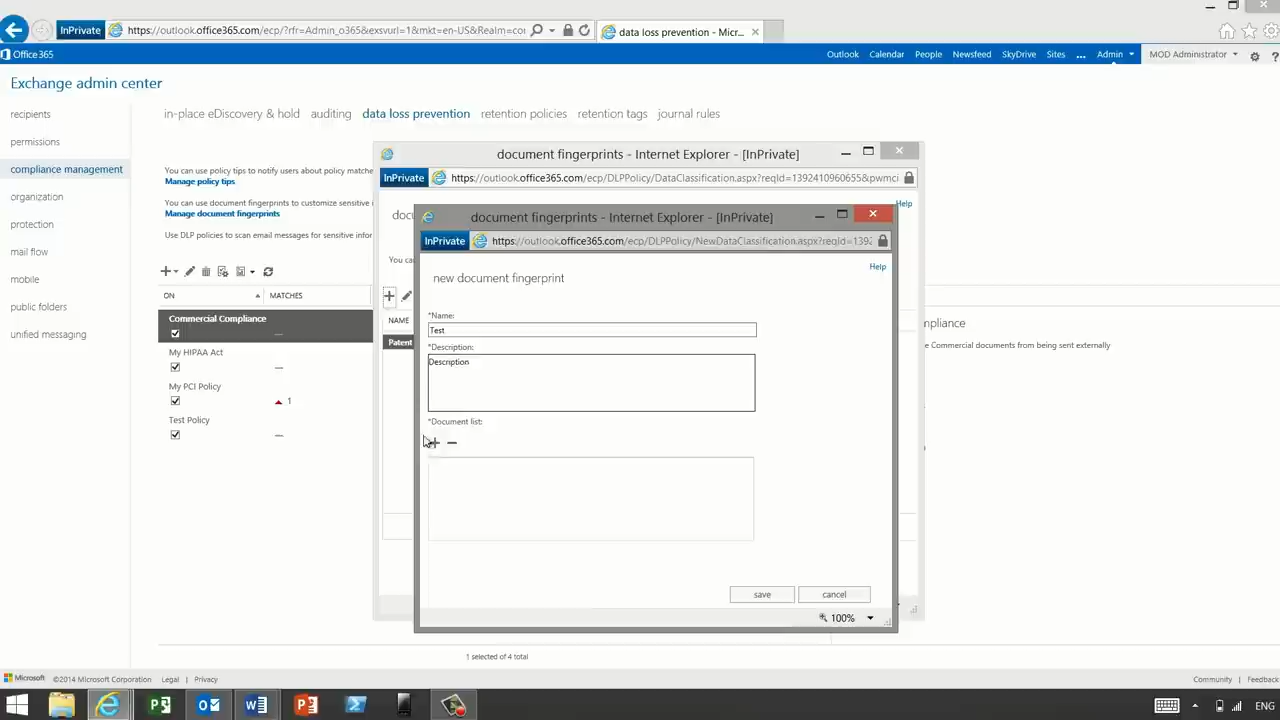 InPrivate https://outlook.office365.com/ecp/?rfr=Admin_o365&exsvurl=1&mkt=en-US&Realm=cor data loss prevention - Micr...
Office 365 Outlook Calendar People Newsfeed SkyDrive Sites ... Admin MOD Administrator ?
Exchange admin center
recipients
permissions
compliance management
organization
protection
mail flow
mobile
public folders
unified messaging
in-place eDiscovery & hold auditing data loss prevention retention policies retention tags journal rules
You can use policy tips to notify users about policy matche
Manage policy tips
You can use document fingerprints to customize sensitive i
Manage document fingerprints
Use DLP policies to scan email messages for sensitive infor
ON MATCHES
Commercial Compliance
—
My HIPAA Act
—
My PCI Policy
1
Test Policy
—
document fingerprints - Internet Explorer - [InPrivate]
InPrivate https://outlook.office365.com/ecp/DLPPolicy/DataClassification.aspx?reqId=1392410960655&pwmci
Help
docu
You car
NAME
Patent
document fingerprints - Internet Explorer - [InPrivate]
InPrivate https://outlook.office365.com/ecp/DLPPolicy/NewDataClassification.aspx?reqId=1392
Help
new document fingerprint
*Name:
Test
*Description:
Description
*Document list:
save cancel
100%
mpliance
e Commercial documents from being sent externally
1 selected of 4 total
Microsoft ©2014 Microsoft Corporation Legal Privacy Community Feedback
ENG